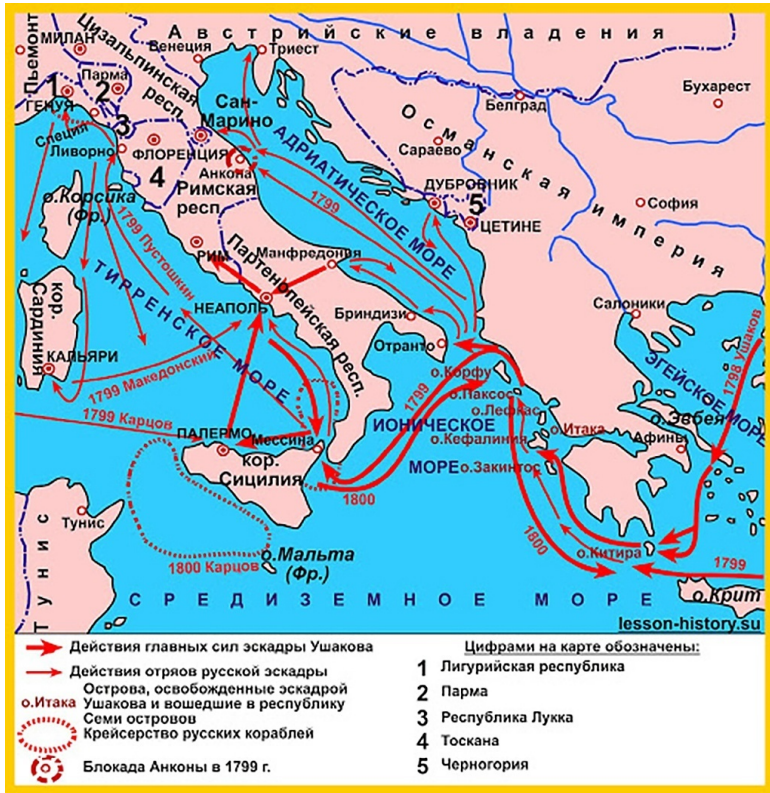 Австрийские владения
МИЛАН
Цизальпинская
респ.
Венеция
Триест
Пьемонт
Парма
1
2
3
ГЕНУЯ
Специя
Ливорно
ФЛОРЕНЦИЯ
4
Сан-
Марино
Анкона
Римская
респ.
АДРИАТИЧЕСКОЕ МОРЕ
1799
Белград
Бухарест
Сараево
Османская империя
ДУБРОВНИК
5
ЦЕТИНЕ
София
Салоники
о.Корсика
(Фр.)
1799 Пустошкин
РИМ
Партенопейская респ.
Манфредония
НЕАПОЛЬ
Бриндизи
Отранто
ТИРРЕНСКОЕ МОРЕ
кор.
Сардиния
КАЛЬЯРИ
1799 Македонский
1799 Карцов
ПАЛЕРМО
Мессина
кор.
Сицилия
1799
1800
ИОНИЧЕСКОЕ
МОРЕ
о.Корфу
о.Паксос
о.Лефкас
о.Итака
о.Кефалиния
о.Закинтос
1800
о.Китира
1799
ЭГЕЙСКОЕ МОРЕ
1798 Ушаков
о.Эвбея
Афины
о.Крит
Тунис
Тунис
1800 Карцов
о.Мальта
(Фр.)
СРЕДИЗЕМНОЕ МОРЕ
lesson-history.su
Действия главных сил эскадры Ушакова
Действия отряов русской эскадры
о.Итака
Острова, освобожденные эскадрой
Ушакова и вошедшие в республику
Семи островов
Крейсерство русских кораблей
Блокада Анконы в 1799 г.
Цифрами на карте обозначены:
1 Лигурийская республика
2 Парма
3 Республика Лукка
4 Тоскана
5 Черногория